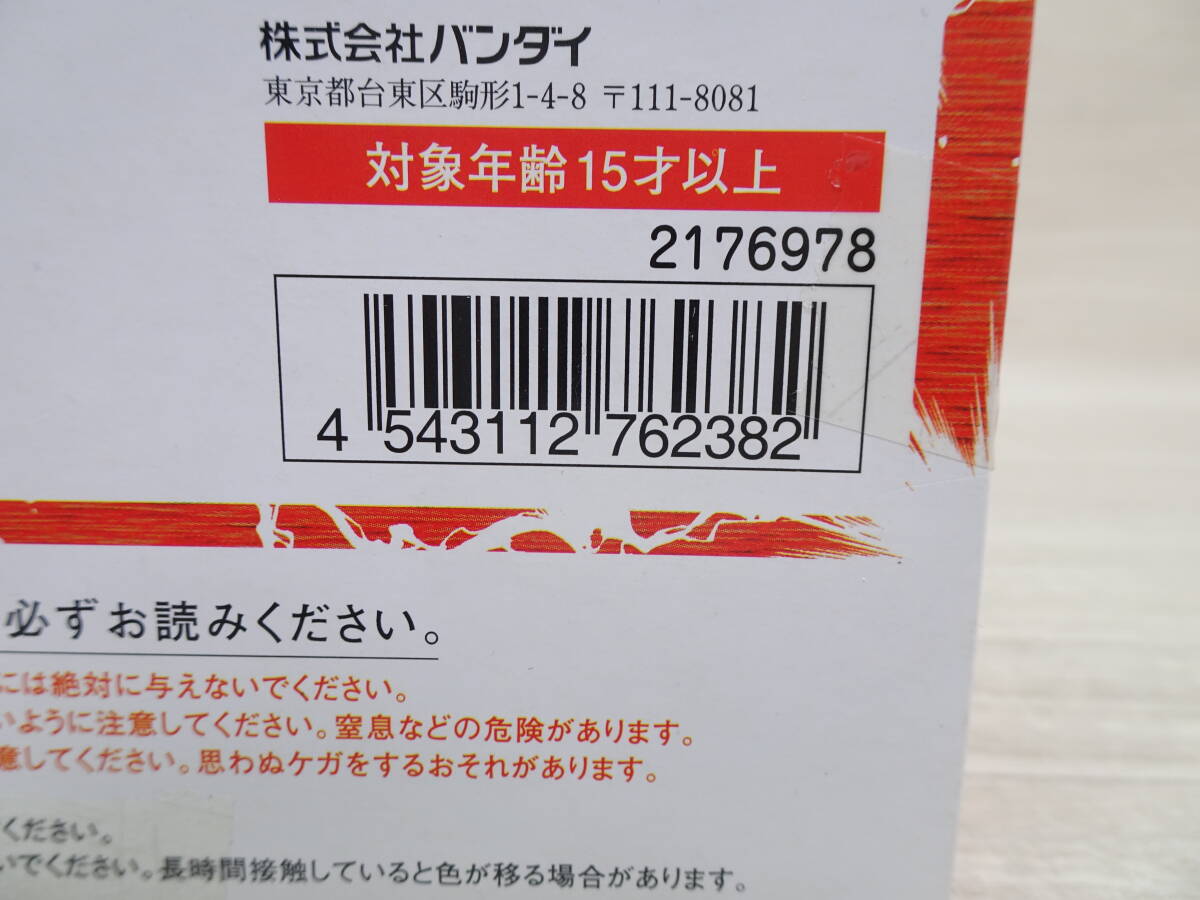 株式会社バンダイ
東京都台東区駒形1-4-8 〒111-8081
対象年齢15才以上
2176978
4 543112 762382
必ずお読みください。
には絶対に与えないでください。
いように注意してください。窒息などの危険があります。
意してください。思わぬケガをするおそれがあります。
ください。
いでください。長時間接触していると色が移る場合があります。